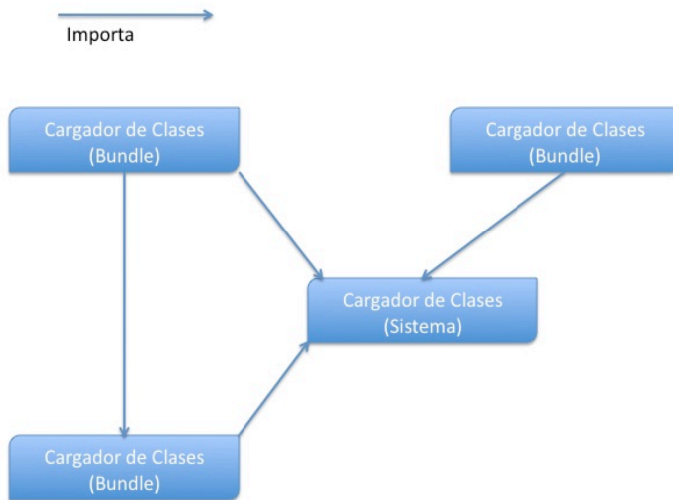 Importa
Cargador de Clases
(Bundle)
Cargador de Clases
(Bundle)
Cargador de Clases
(Sistema)
Cargador de Clases
(Bundle)